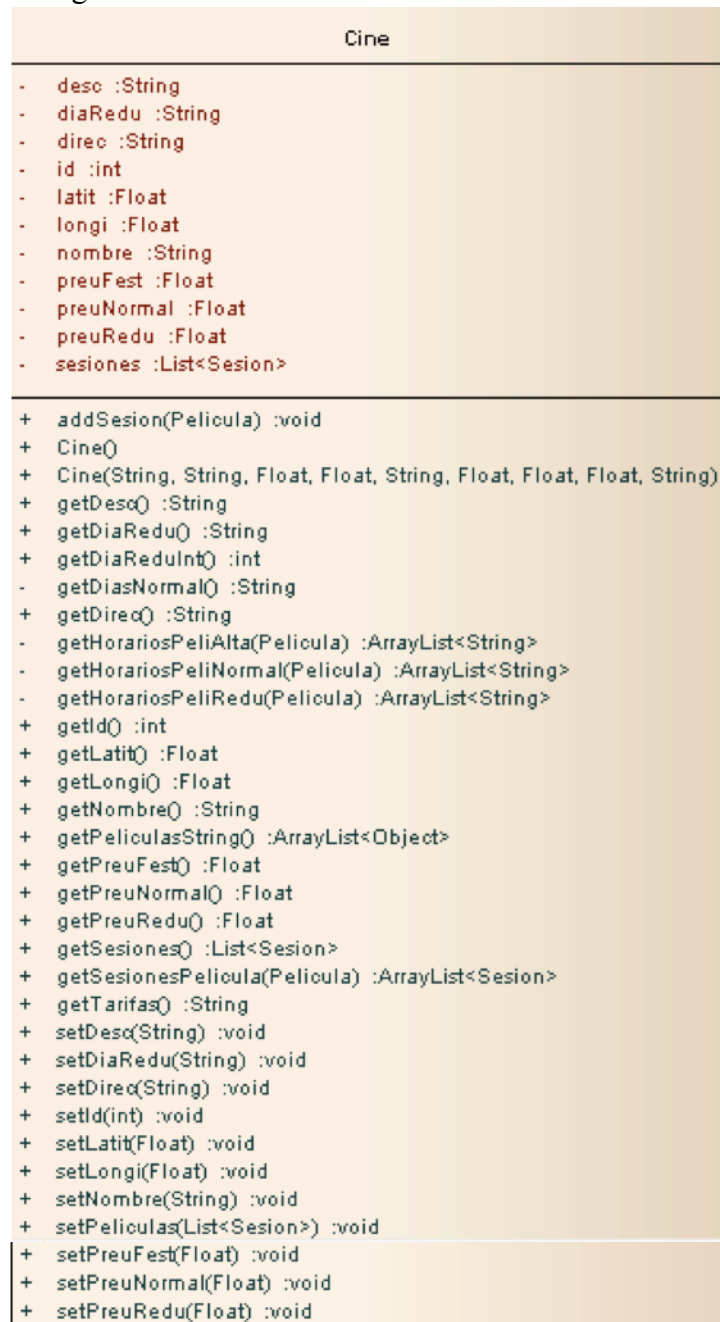 Cine
- desc :String
- diaRedu :String
- direc :String
- id :int
- latit :Float
- longi :Float
- nombre :String
- preuFest :Float
- preuNormal :Float
- preuRedu :Float
- sesiones :List<Sesion>
+ addSesion(Pelicula) :void
+ Cine()
+ Cine(String, String, Float, Float, String, Float, Float, Float, String)
+ getDesc() :String
+ getDiaRedu() :String
+ getDiaReduInt() :int
- getDiasNormal() :String
+ getDirec() :String
- getHorariosPeliAlta(Pelicula) :ArrayList<String>
- getHorariosPeliNormal(Pelicula) :ArrayList<String>
- getHorariosPeliRedu(Pelicula) :ArrayList<String>
+ getId() :int
+ getLatit() :Float
+ getLongi() :Float
+ getNombre() :String
+ getPeliculasString() :ArrayList<Object>
+ getPreuFest() :Float
+ getPreuNormal() :Float
+ getPreuRedu() :Float
+ getSesiones() :List<Sesion>
+ getSesionesPelicula(Pelicula) :ArrayList<Sesion>
+ getTarifas() :String
+ setDesc(String) :void
+ setDiaRedu(String) :void
+ setDirec(String) :void
+ setId(int) :void
+ setLatit(Float) :void
+ setLongi(Float) :void
+ setNombre(String) :void
+ setPeliculas(List<Sesion>) :void
+ setPreuFest(Float) :void
+ setPreuNormal(Float) :void
+ setPreuRedu(Float) :void